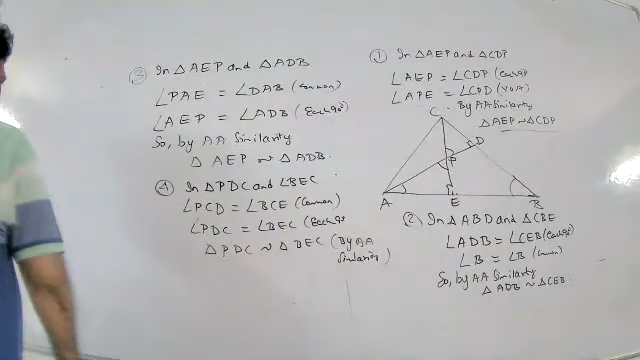 ① In △AEP and △CDP
∠AEP = ∠CDP (Each 90°
∠APE = ∠CPD (VOA)
By AA Similarity
△AEP ~ △CDP
C
D
P
A
E
B
② In △ABD and △CBE
∠ADB = ∠CEB (Each 90°)
∠B = ∠B (Common)
So, by AA Similarity
△ADB ~ △CEB.
③ In △AEP and △ADB
∠PAE = ∠DAB (Common)
∠AEP = ∠ADB (Each 90°)
So, by AA Similarity
△AEP ~ △ADB.
④ In △PDC and ∠BEC
∠PCD = ∠BCE (Common)
∠PDC = ∠BEC (Each 90
△PDC ~ △BEC (By AA
Similarity)